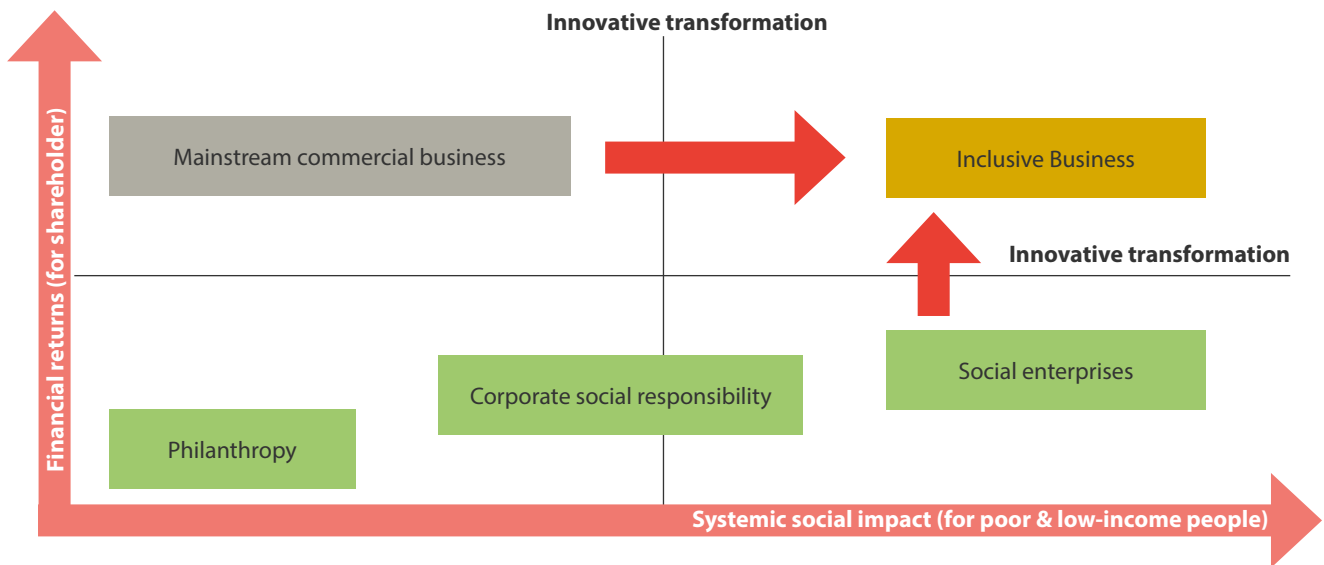 Innovative transformation
Financial returns (for shareholder)
Mainstream commercial business
Inclusive Business
Innovative transformation
Social enterprises
Corporate social responsibility
Philanthropy
Systemic social impact (for poor & low-income people)